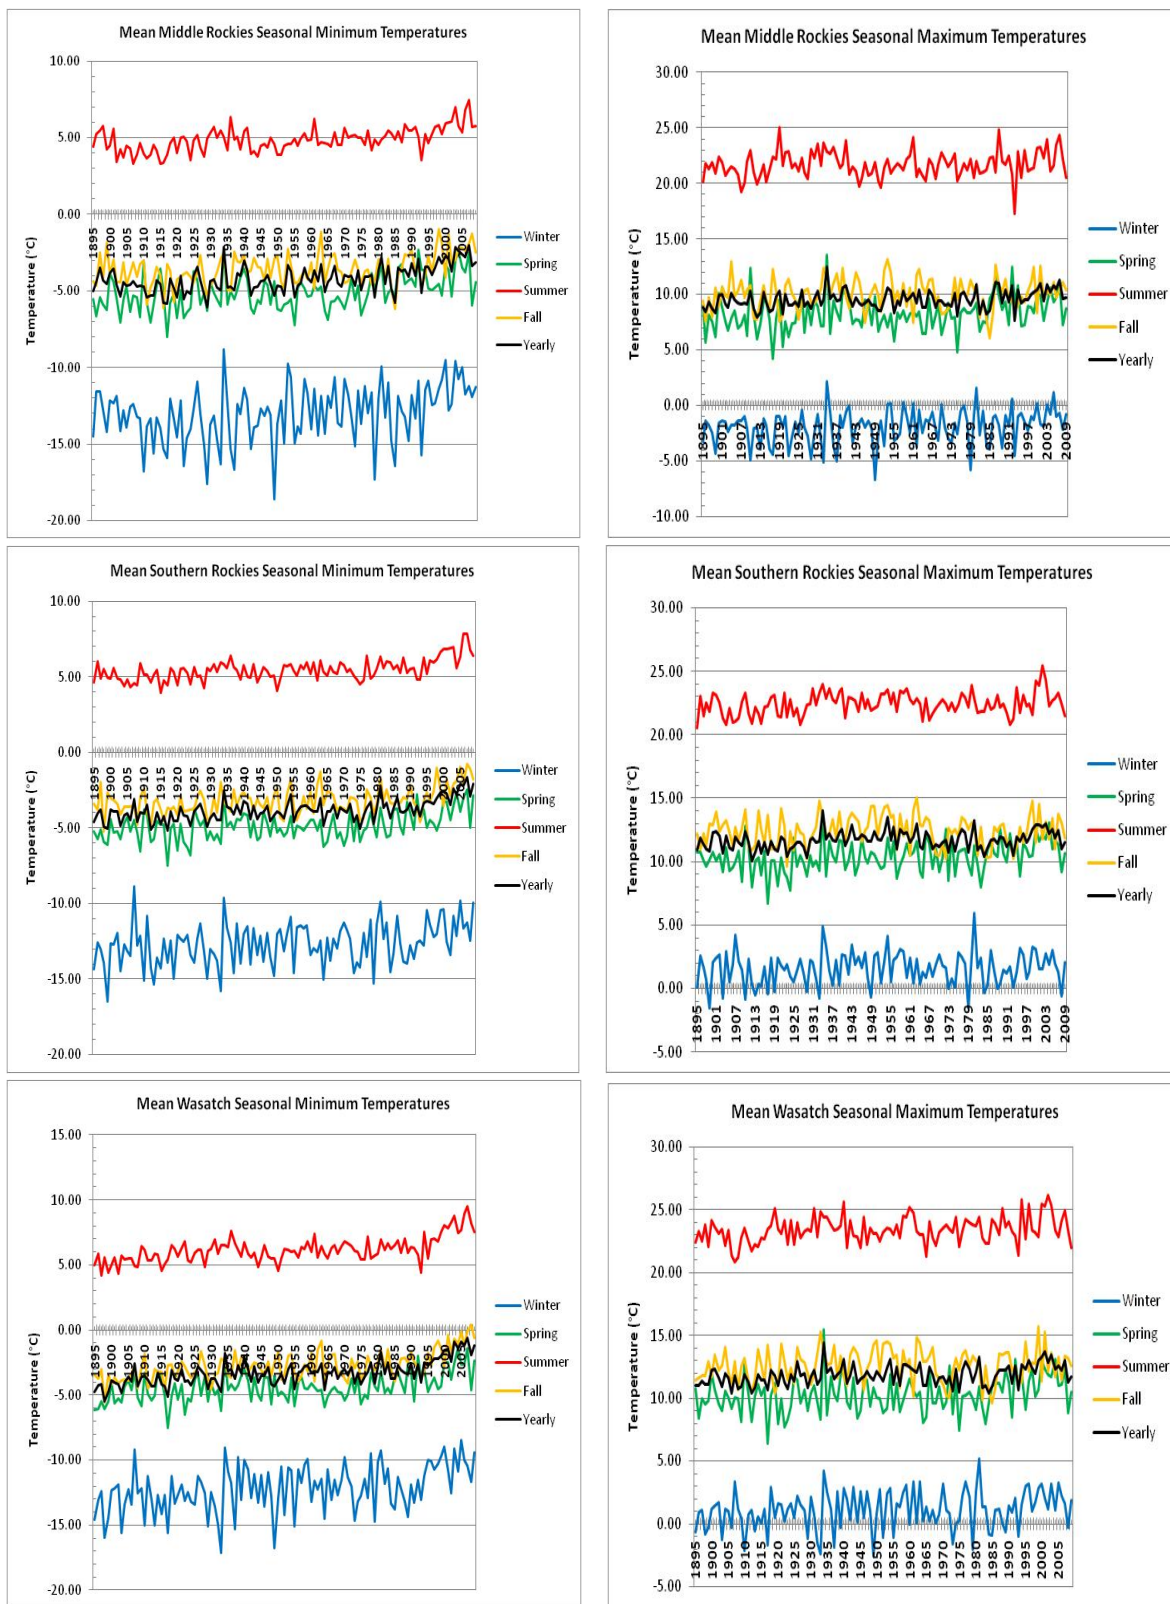 Mean Middle Rockies Seasonal Minimum Temperatures
10.00
5.00
0.00
-5.00
-10.00
-15.00
-20.00
Temperature (°C)
1895 1900 1905 1910 1915 1920 1925 1930 1935 1940 1945 1950 1955 1960 1965 1970 1975 1980 1985 1990 1995 2000 2005
Winter
Spring
Summer
Fall
Yearly
Mean Middle Rockies Seasonal Maximum Temperatures
30.00
25.00
20.00
15.00
10.00
5.00
0.00
-5.00
-10.00
Temperature (°C)
1895 1901 1907 1913 1919 1925 1931 1937 1943 1949 1955 1961 1967 1973 1979 1985 1991 1997 2003 2009
Winter
Spring
Summer
Fall
Yearly
Mean Southern Rockies Seasonal Minimum Temperatures
10.00
5.00
0.00
-5.00
-10.00
-15.00
-20.00
Temperature (°C)
1895 1900 1905 1910 1915 1920 1925 1930 1935 1940 1945 1950 1955 1960 1965 1970 1975 1980 1985 1990 1995 2000 2005
Winter
Spring
Summer
Fall
Yearly
Mean Southern Rockies Seasonal Maximum Temperatures
30.00
25.00
20.00
15.00
10.00
5.00
0.00
-5.00
Temperature (°C)
1895 1901 1907 1913 1919 1925 1931 1937 1943 1949 1955 1961 1967 1973 1979 1985 1991 1997 2003 2009
Winter
Spring
Summer
Fall
Yearly
Mean Wasatch Seasonal Minimum Temperatures
15.00
10.00
5.00
0.00
-5.00
-10.00
-15.00
-20.00
Temperature (°C)
1895 1900 1905 1910 1915 1920 1925 1930 1935 1940 1945 1950 1955 1960 1965 1970 1975 1980 1985 1990 1995 2000 2005
Winter
Spring
Summer
Fall
Yearly
Mean Wasatch Seasonal Maximum Temperatures
30.00
25.00
20.00
15.00
10.00
5.00
0.00
-5.00
Temperature (°C)
1895 1900 1905 1910 1915 1920 1925 1930 1935 1940 1945 1950 1955 1960 1965 1970 1975 1980 1985 1990 1995 2000 2005
Winter
Spring
Summer
Fall
Yearly